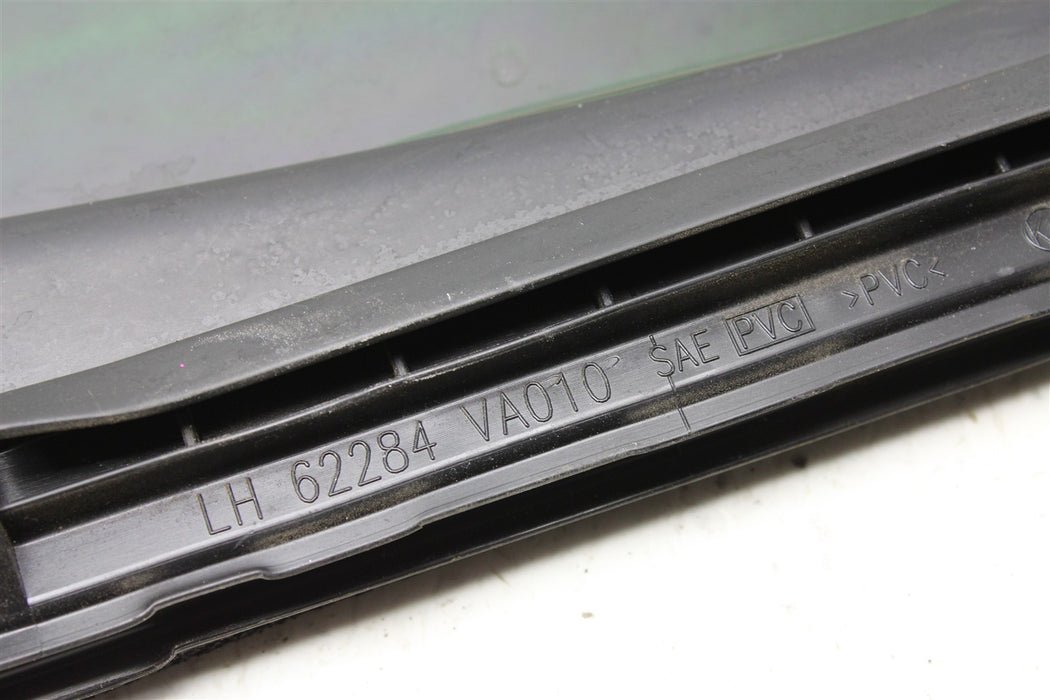 LH 62284 VA010 SAE PVC >PVC<